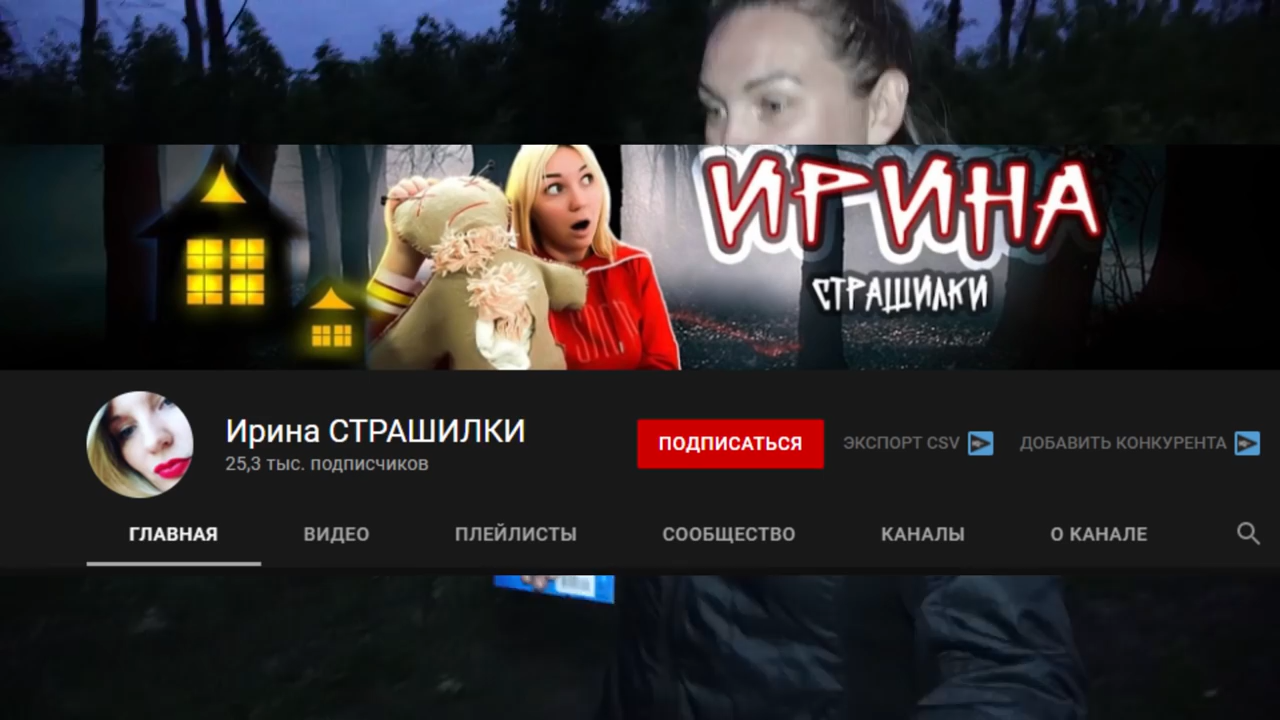 ИРИНА
СТРАШИЛКИ
Ирина СТРАШИЛКИ
25,3 тыс. подписчиков
ПОДПИСАТЬСЯ
ЭКСПОРТ CSV
ДОБАВИТЬ КОНКУРЕНТА
ГЛАВНАЯ ВИДЕО ПЛЕЙЛИСТЫ СООБЩЕСТВО КАНАЛЫ О КАНАЛЕ